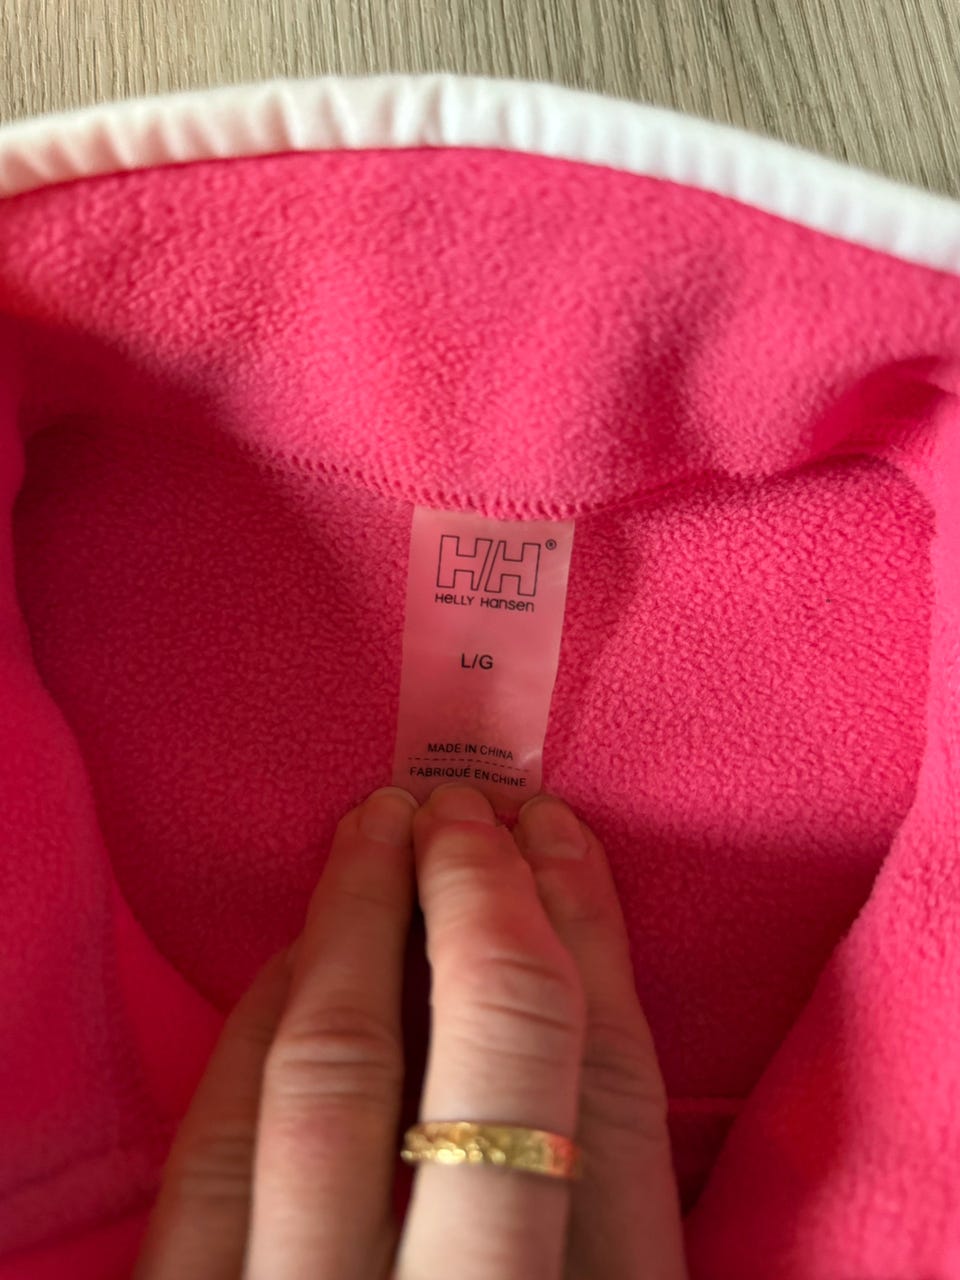 HH®
HELLY HANSEN
L/G
MADE IN CHINA
FABRIQUÉ EN CHINE